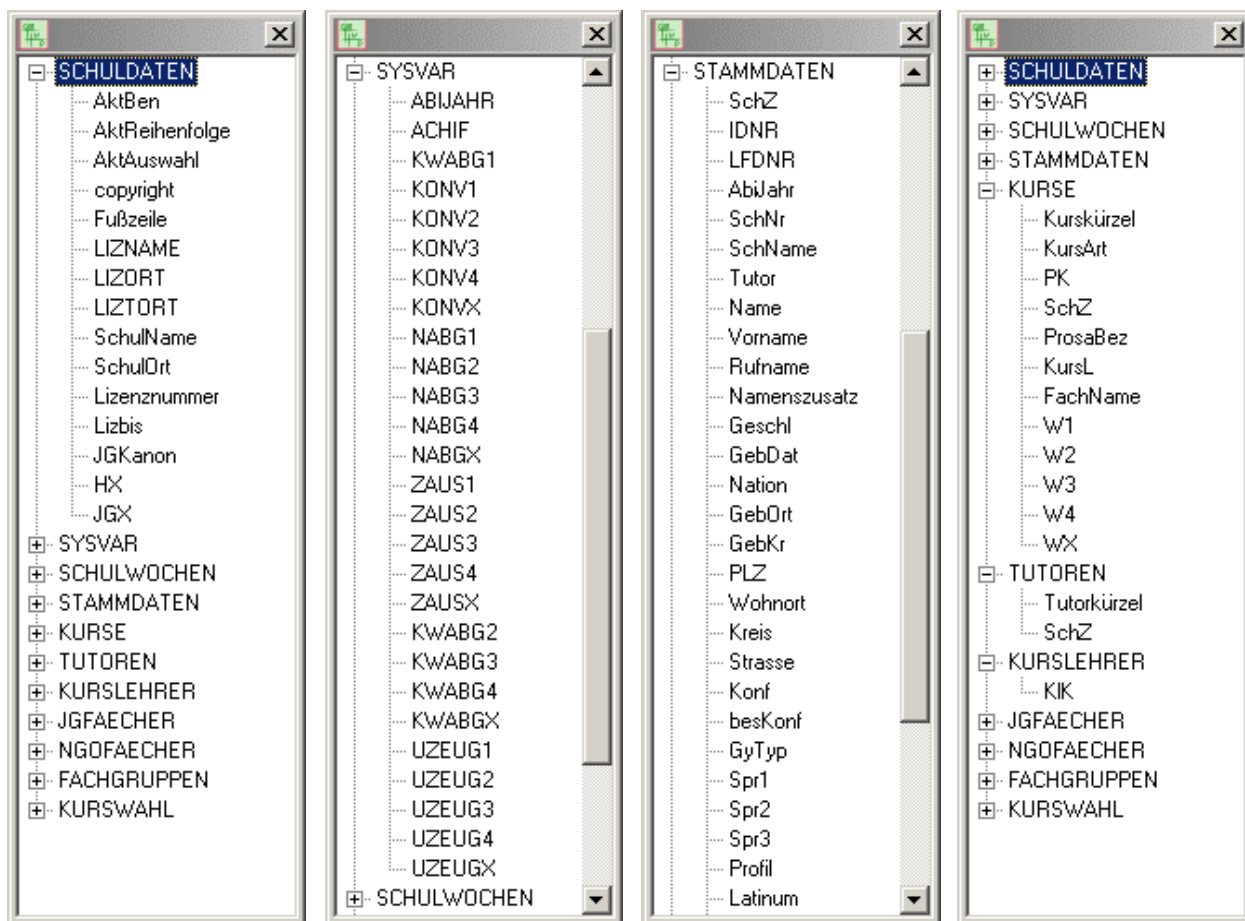 SCHULDATEN
AktBen
AktReihenfolge
AktAuswahl
copyright
Fußzeile
LIZNAME
LIZORT
LIZTORT
SchulName
SchulOrt
Lizenznummer
Lizbis
JGKanon
HX
JGX
SYSVAR
SCHULWOCHEN
STAMMDATEN
KURSE
TUTOREN
KURSLEHRER
JGFAECHER
NGOFAECHER
FACHGRUPPEN
KURSWAHL
SYSVAR
ABIJAHR
ACHIF
KWABG1
KONV1
KONV2
KONV3
KONV4
KONVX
NABG1
NABG2
NABG3
NABG4
NABGX
ZAUS1
ZAUS2
ZAUS3
ZAUS4
ZAUSX
KWABG2
KWABG3
KWABG4
KWABGX
UZEUG1
UZEUG2
UZEUG3
UZEUG4
UZEUGX
SCHULWOCHEN
STAMMDATEN
SchZ
IDNR
LFDNR
AbiJahr
SchNr
SchName
Tutor
Name
Vorname
Rufname
Namenszusatz
Geschl
GebDat
Nation
GebOrt
GebKr
PLZ
Wohnort
Kreis
Strasse
Konf
besKonf
GyTyp
Spr1
Spr2
Spr3
Profil
Latinum
SCHULDATEN
SYSVAR
SCHULWOCHEN
STAMMDATEN
KURSE
Kurskürzel
KursArt
PK
SchZ
ProsaBez
KursL
FachName
W1
W2
W3
W4
WX
TUTOREN
Tutorkürzel
SchZ
KURSLEHRER
KlK
JGFAECHER
NGOFAECHER
FACHGRUPPEN
KURSWAHL